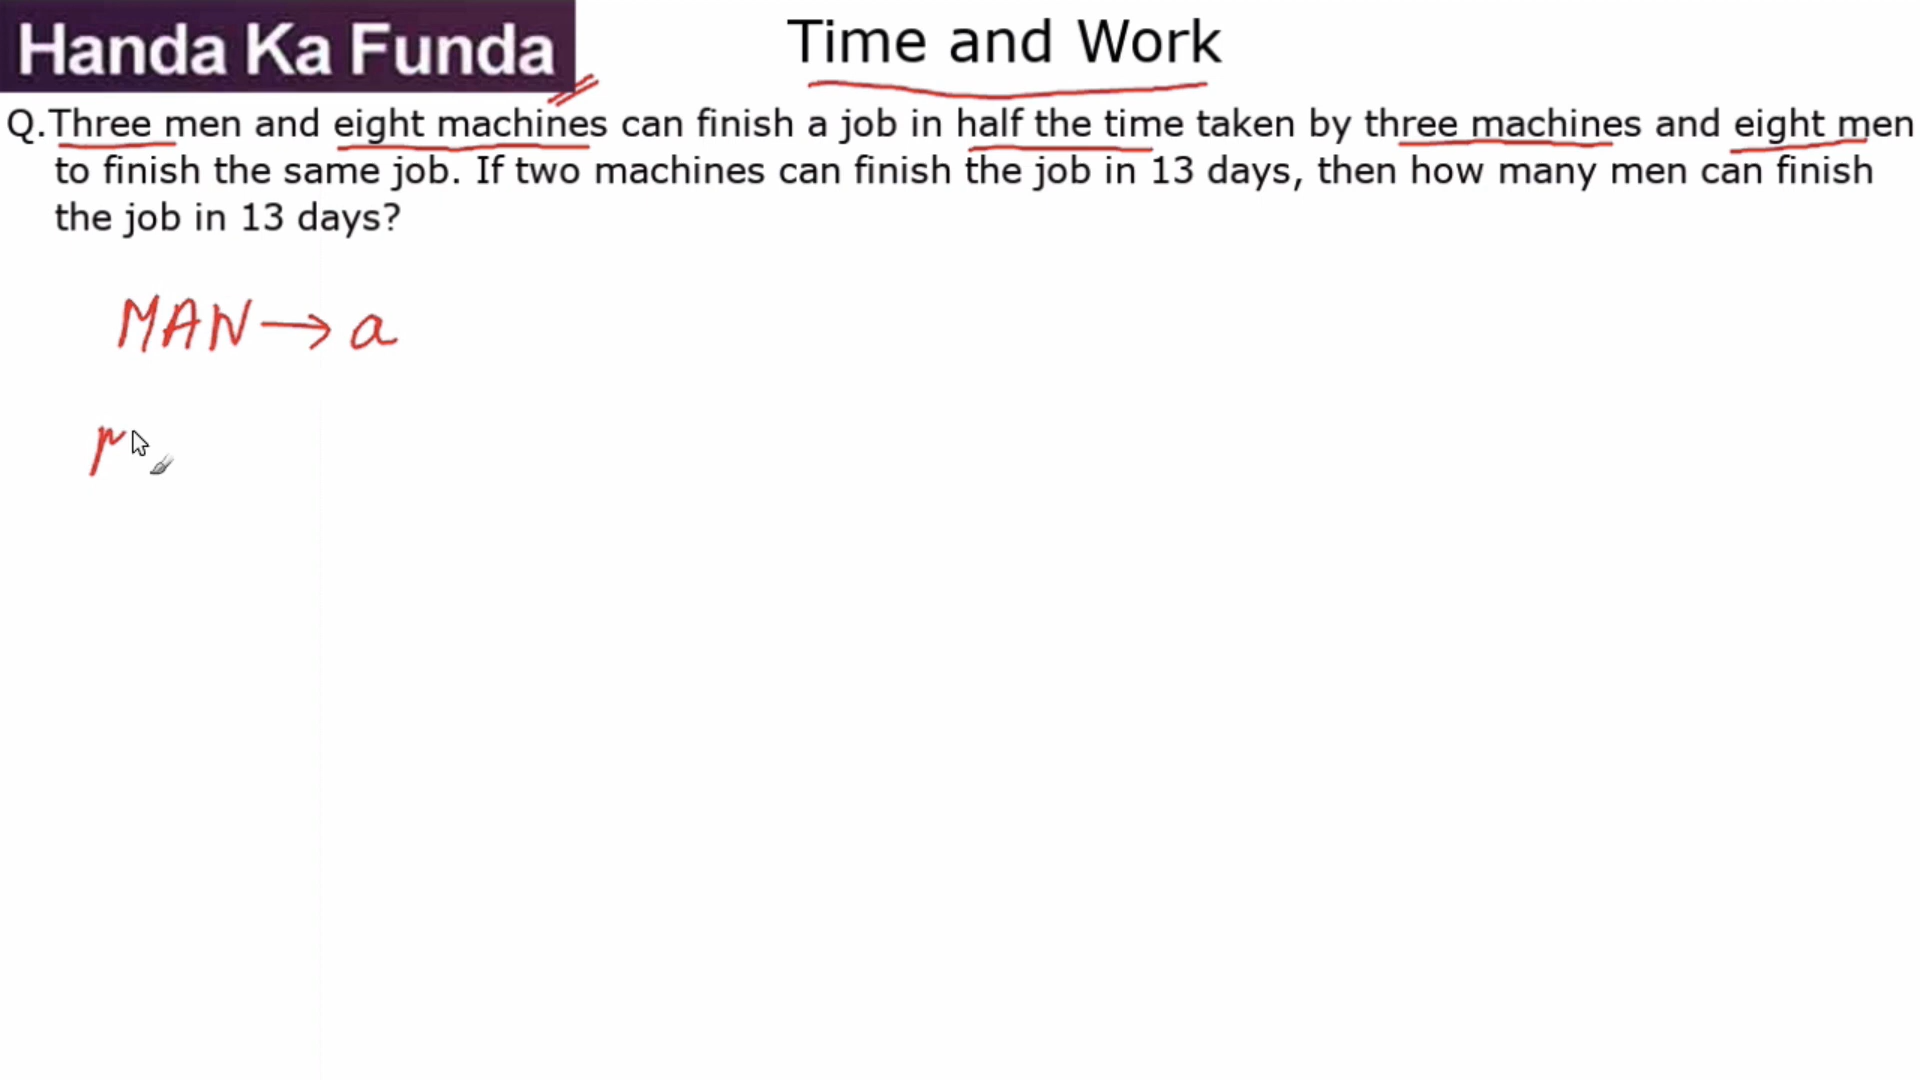 Handa Ka Funda
Time and Work
Q.Three men and eight machines can finish a job in half the time taken by three machines and eight men
to finish the same job. If two machines can finish the job in 13 days, then how many men can finish
the job in 13 days?
MAN → a